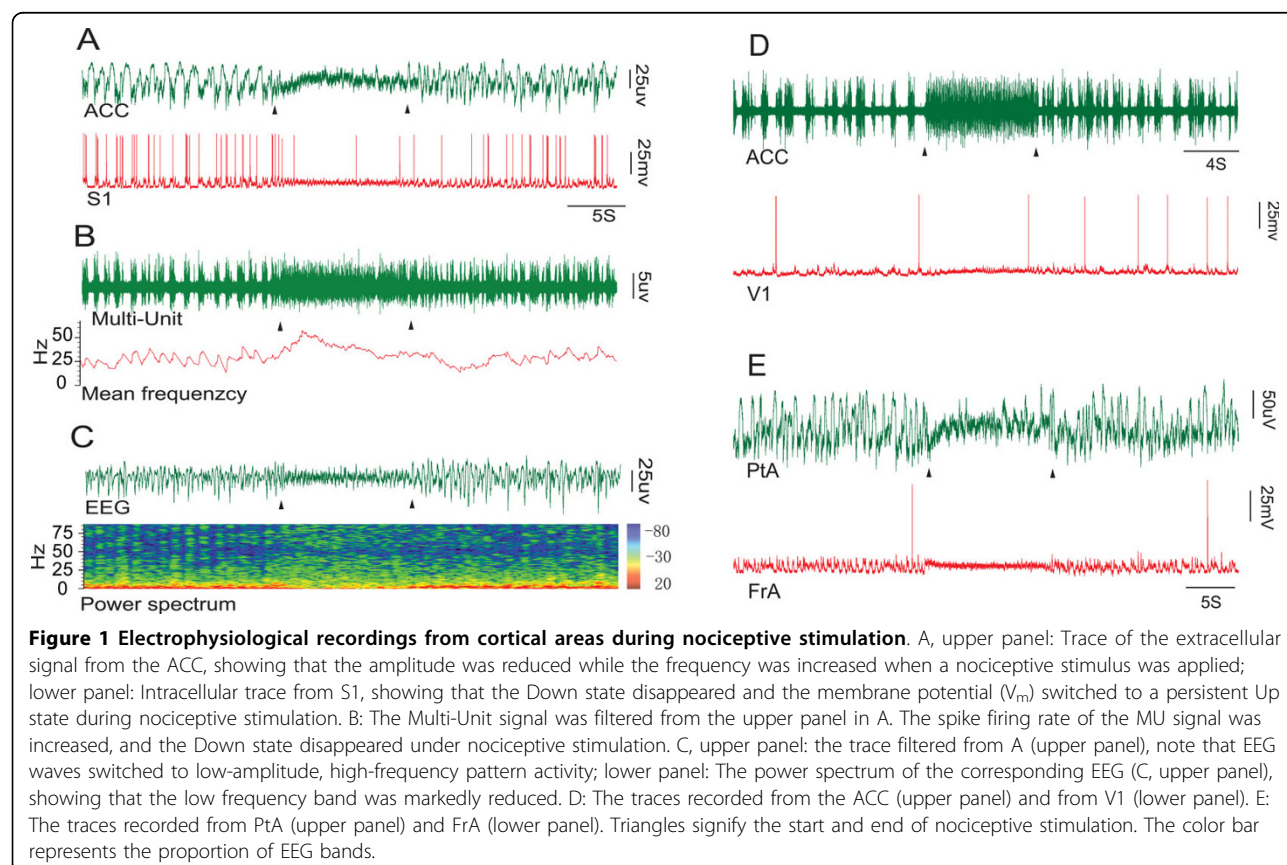 A
25uv
ACC
25mv
S1
5S
B
5uv
Multi-Unit
Hz
50
25
0
Mean frequenzcy
C
25uv
EEG
Hz
75
50
25
0
−80
−30
20
Power spectrum
D
ACC
4S
25mv
V1
E
50uV
PtA
25mV
FrA
5S
Figure 1 Electrophysiological recordings from cortical areas during nociceptive stimulation. A, upper panel: Trace of the extracellular
signal from the ACC, showing that the amplitude was reduced while the frequency was increased when a nociceptive stimulus was applied;
lower panel: Intracellular trace from S1, showing that the Down state disappeared and the membrane potential (Vm) switched to a persistent Up
state during nociceptive stimulation. B: The Multi-Unit signal was filtered from the upper panel in A. The spike firing rate of the MU signal was
increased, and the Down state disappeared under nociceptive stimulation. C, upper panel: the trace filtered from A (upper panel), note that EEG
waves switched to low-amplitude, high-frequency pattern activity; lower panel: The power spectrum of the corresponding EEG (C, upper panel),
showing that the low frequency band was markedly reduced. D: The traces recorded from the ACC (upper panel) and from V1 (lower panel). E:
The traces recorded from PtA (upper panel) and FrA (lower panel). Triangles signify the start and end of nociceptive stimulation. The color bar
represents the proportion of EEG bands.